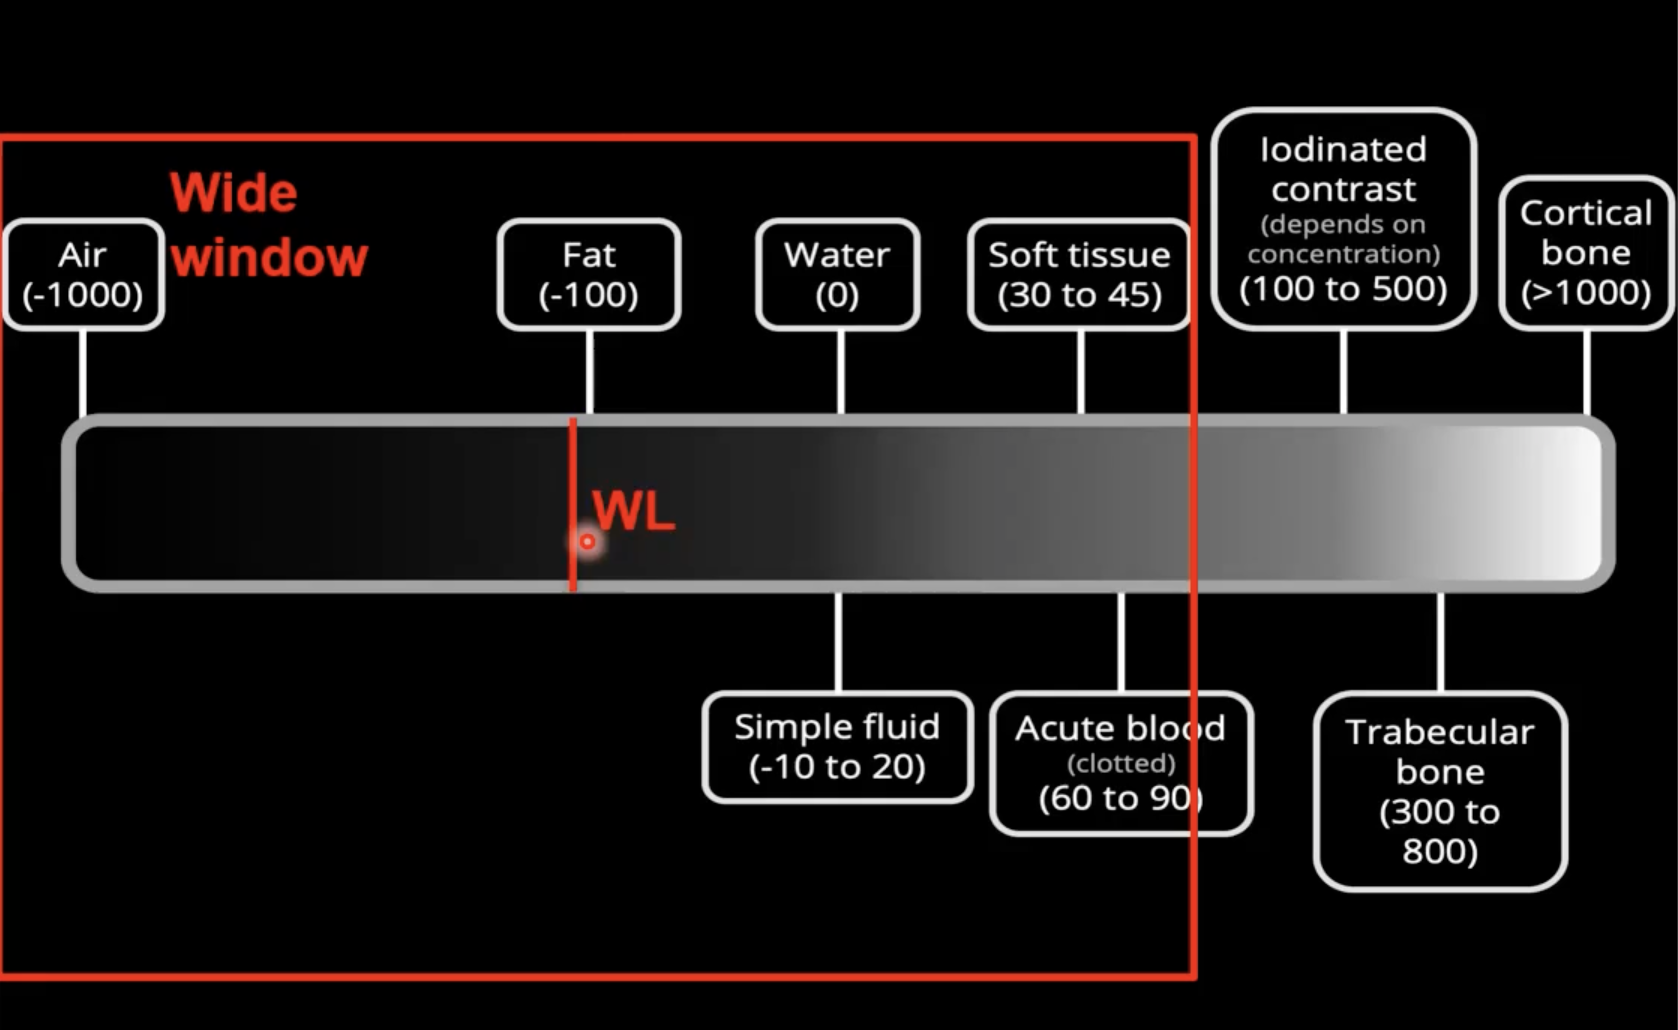 Wide
window
Air
(-1000)
Fat
(-100)
Water
(0)
Soft tissue
(30 to 45)
Iodinated
contrast
(depends on
concentration)
(100 to 500)
Cortical
bone
(>1000)
WL
Simple fluid
(-10 to 20)
Acute blood
(clotted)
(60 to 90)
Trabecular
bone
(300 to
800)